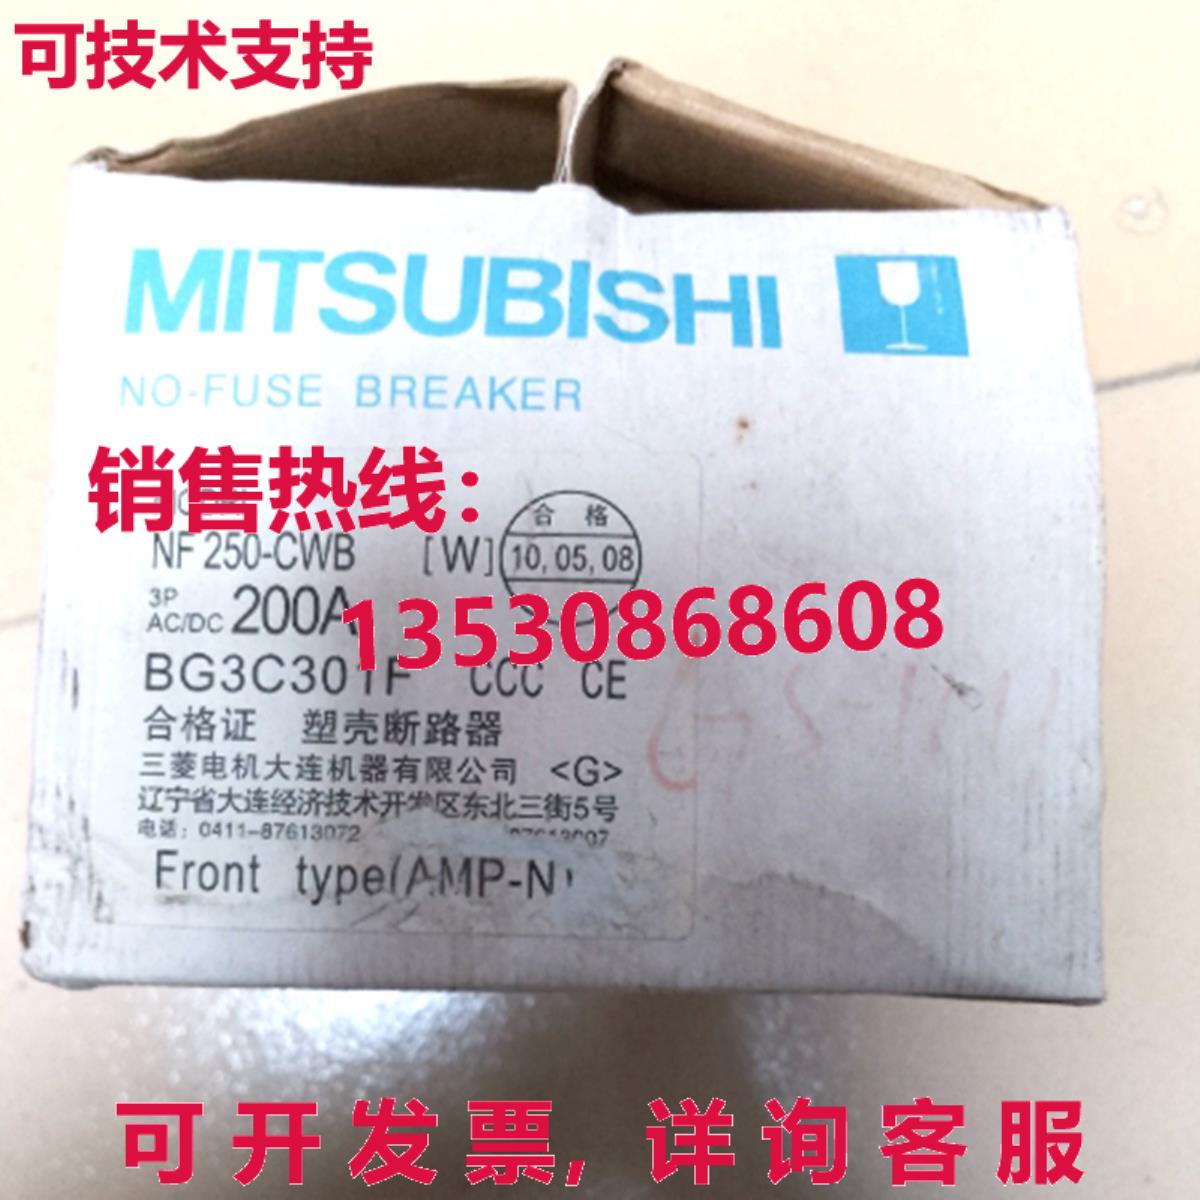 可技术支持
MITSUBISHI
NO-FUSE BREAKER
销售热线：
NF 250-CWB [W]
合 格
10,05,08
3P
AC/DC 200A
13530868608
BG3C301F CCC CE
合格证 塑壳断路器
三菱电机大连机器有限公司 <G>
辽宁省大连经济技术开发区东北三街5号
电话：0411-87613072
Front type(AMP-N)
可开发票, 详询客服